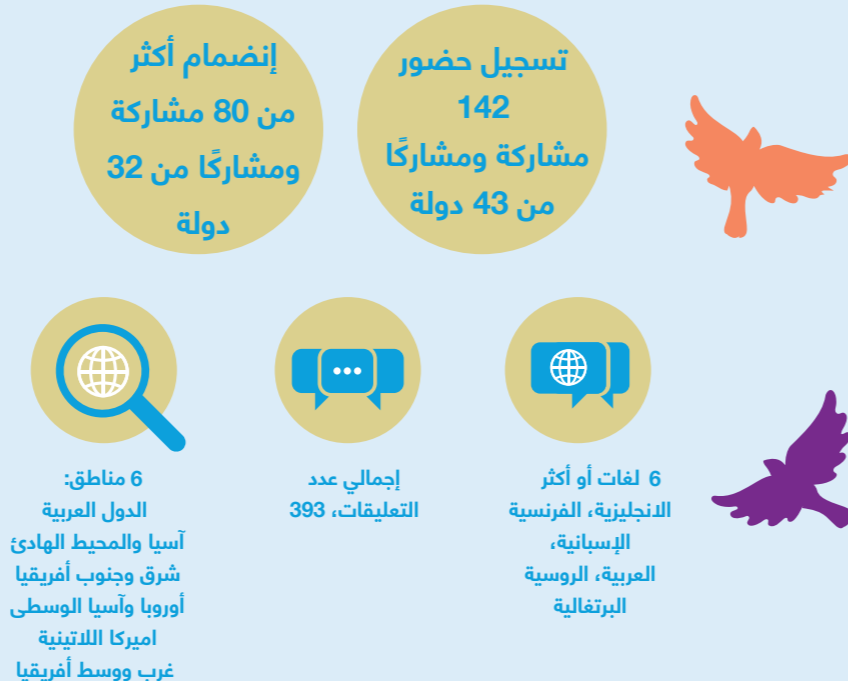 تسجيل حضور
142
مشاركة ومشاركًا
من 43 دولة
إنضمام أكثر
من 80 مشاركة
ومشاركًا من 32
دولة
6 لغات أو أكثر
الانجليزية، الفرنسية
الإسبانية،
العربية، الروسية
البرتغالية
إجمالي عدد
التعليقات، 393
6 مناطق:
الدول العربية
آسيا والمحيط الهادئ
شرق وجنوب أفريقيا
أوروبا وآسيا الوسطى
اميركا اللاتينية
غرب ووسط أفريقيا